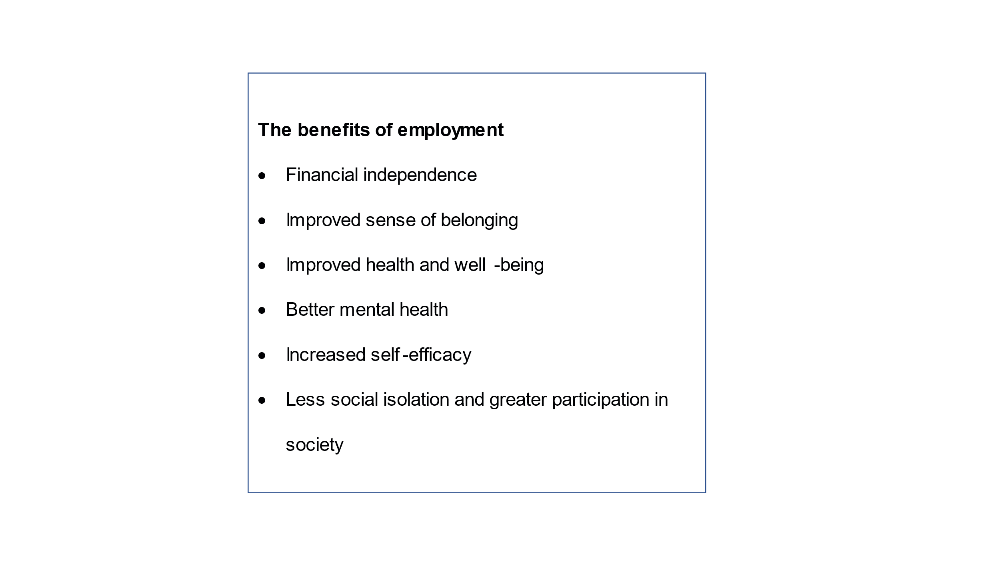 The benefits of employment
● Financial independence
● Improved sense of belonging
● Improved health and well -being
● Better mental health
● Increased self-efficacy
● Less social isolation and greater participation in
society